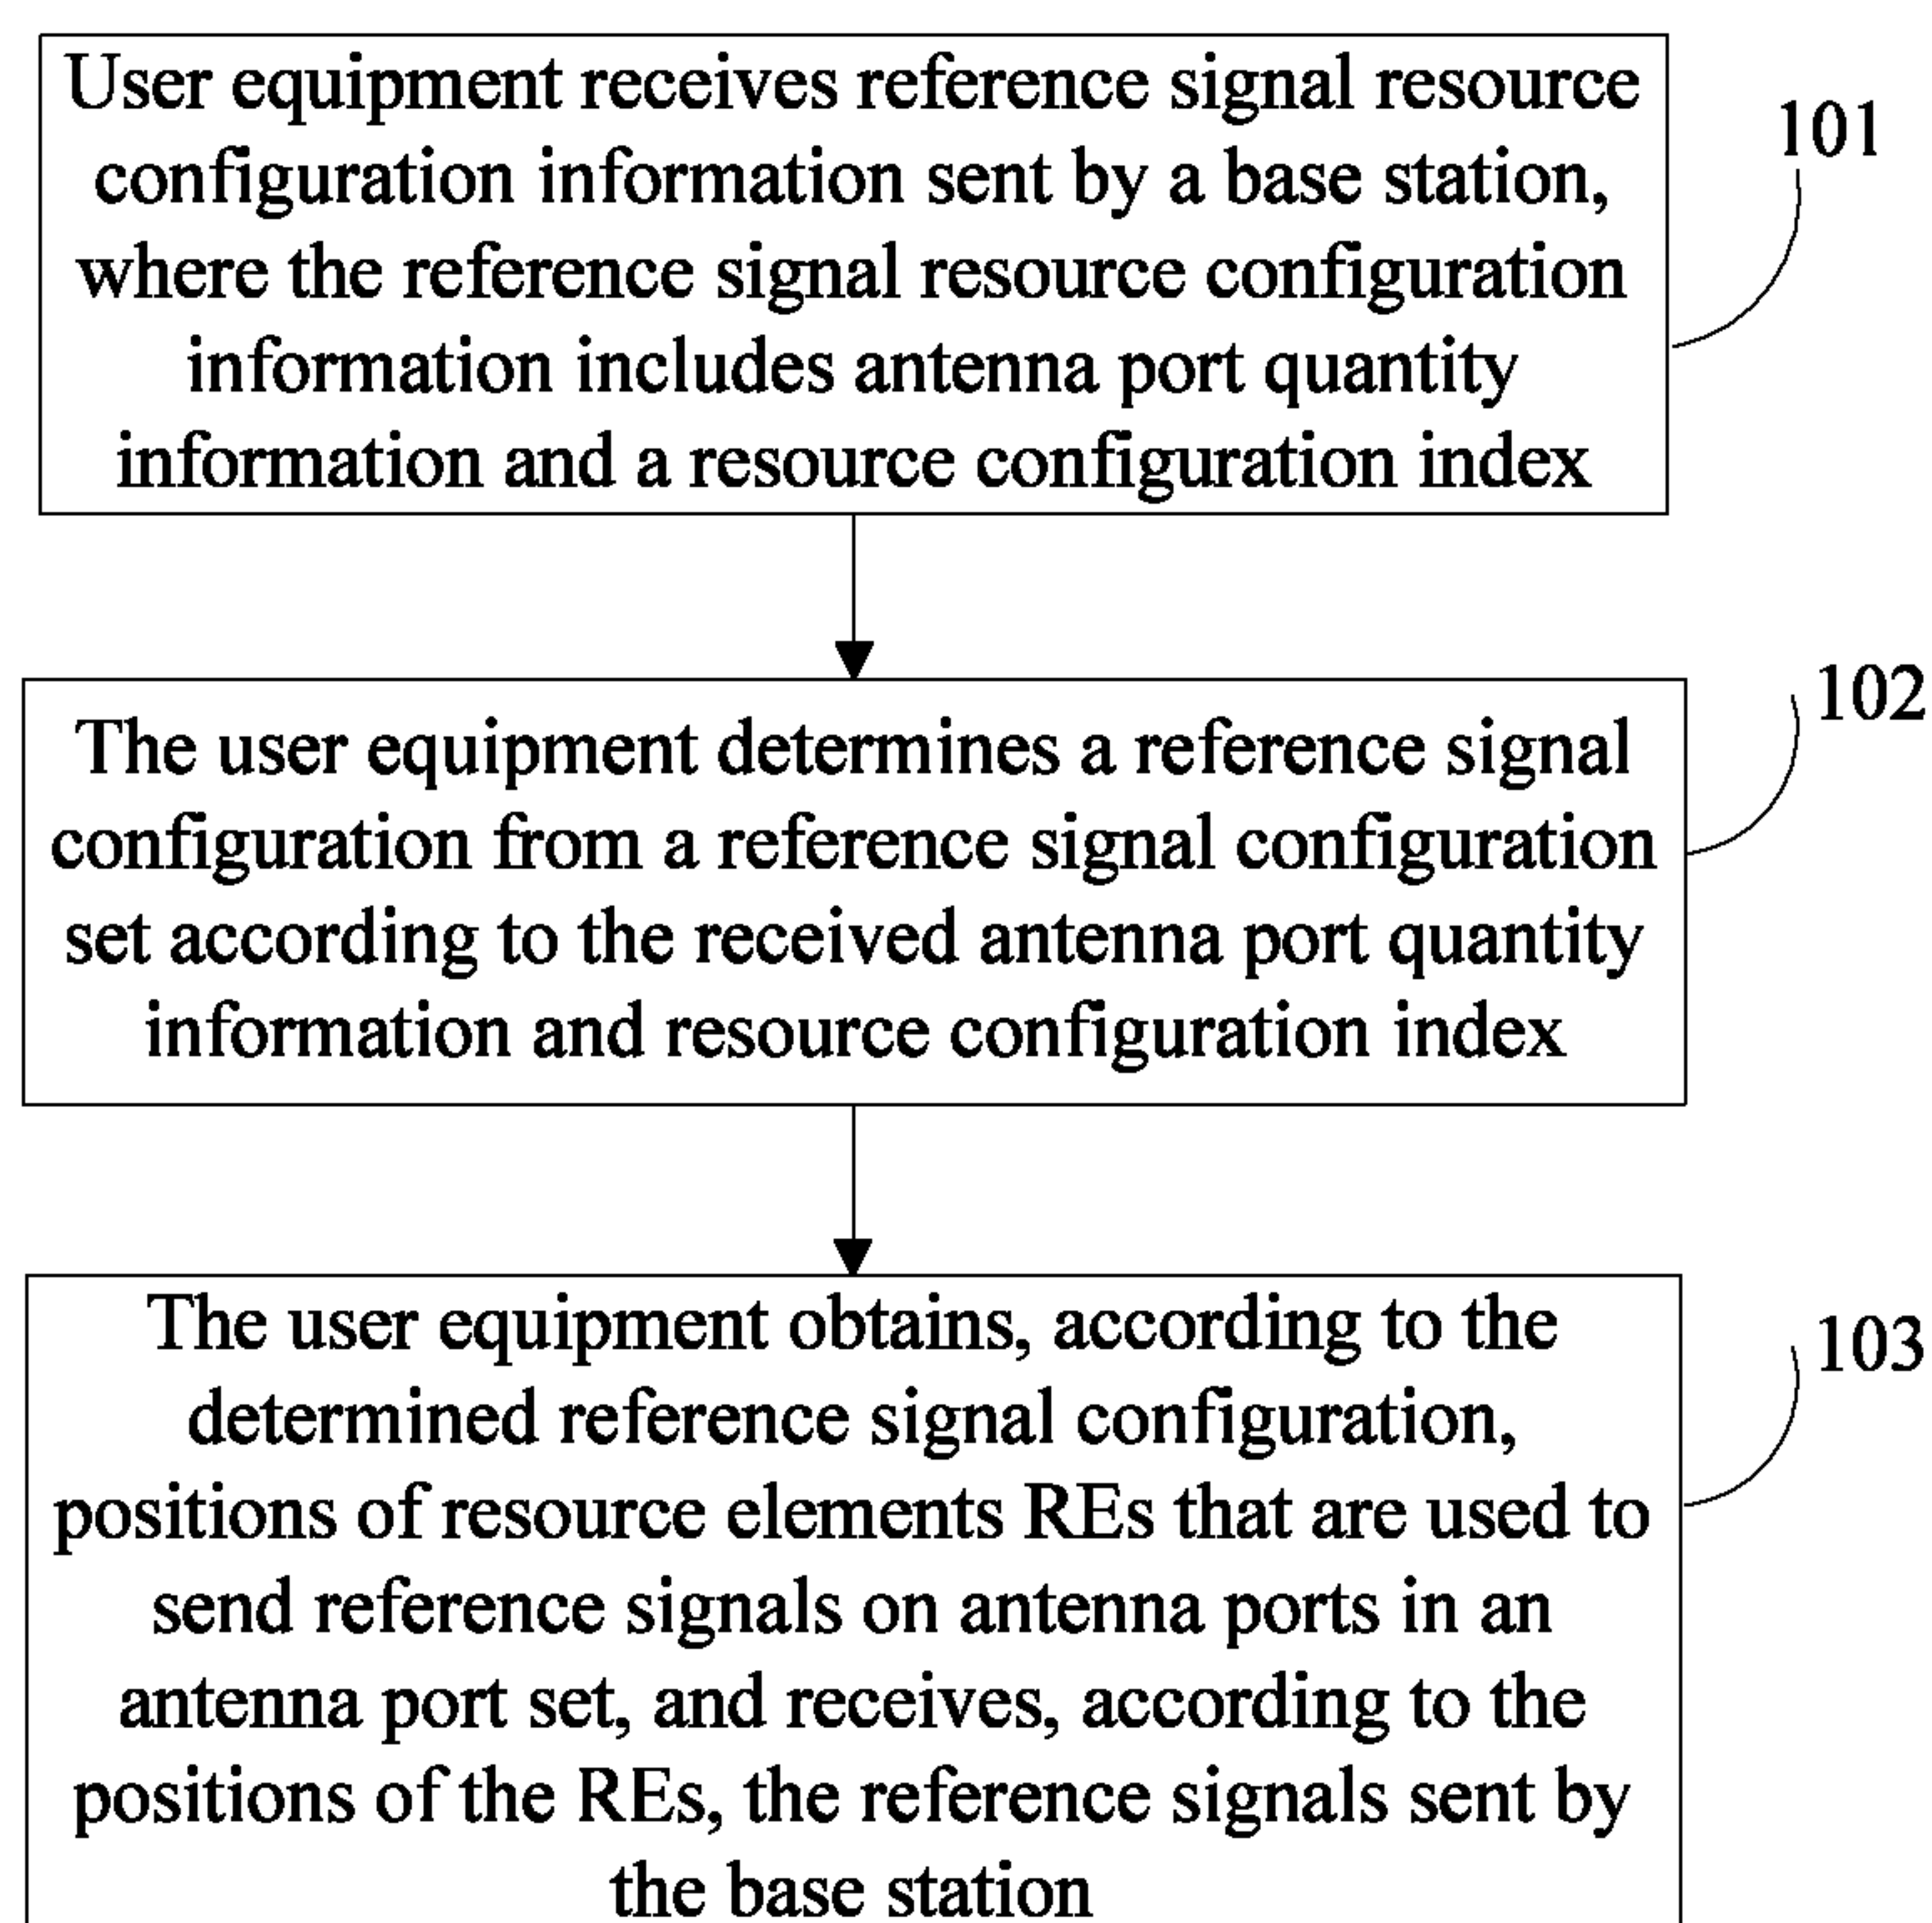 User equipment receives reference signal resource
configuration information sent by a base station,
where the reference signal resource configuration
information includes antenna port quantity
information and a resource configuration index
101
The user equipment determines a reference signal
configuration from a reference signal configuration
set according to the received antenna port quantity
information and resource configuration index
102
The user equipment obtains, according to the
determined reference signal configuration,
positions of resource elements REs that are used to
send reference signals on antenna ports in an
antenna port set, and receives, according to the
positions of the REs, the reference signals sent by
the base station
103